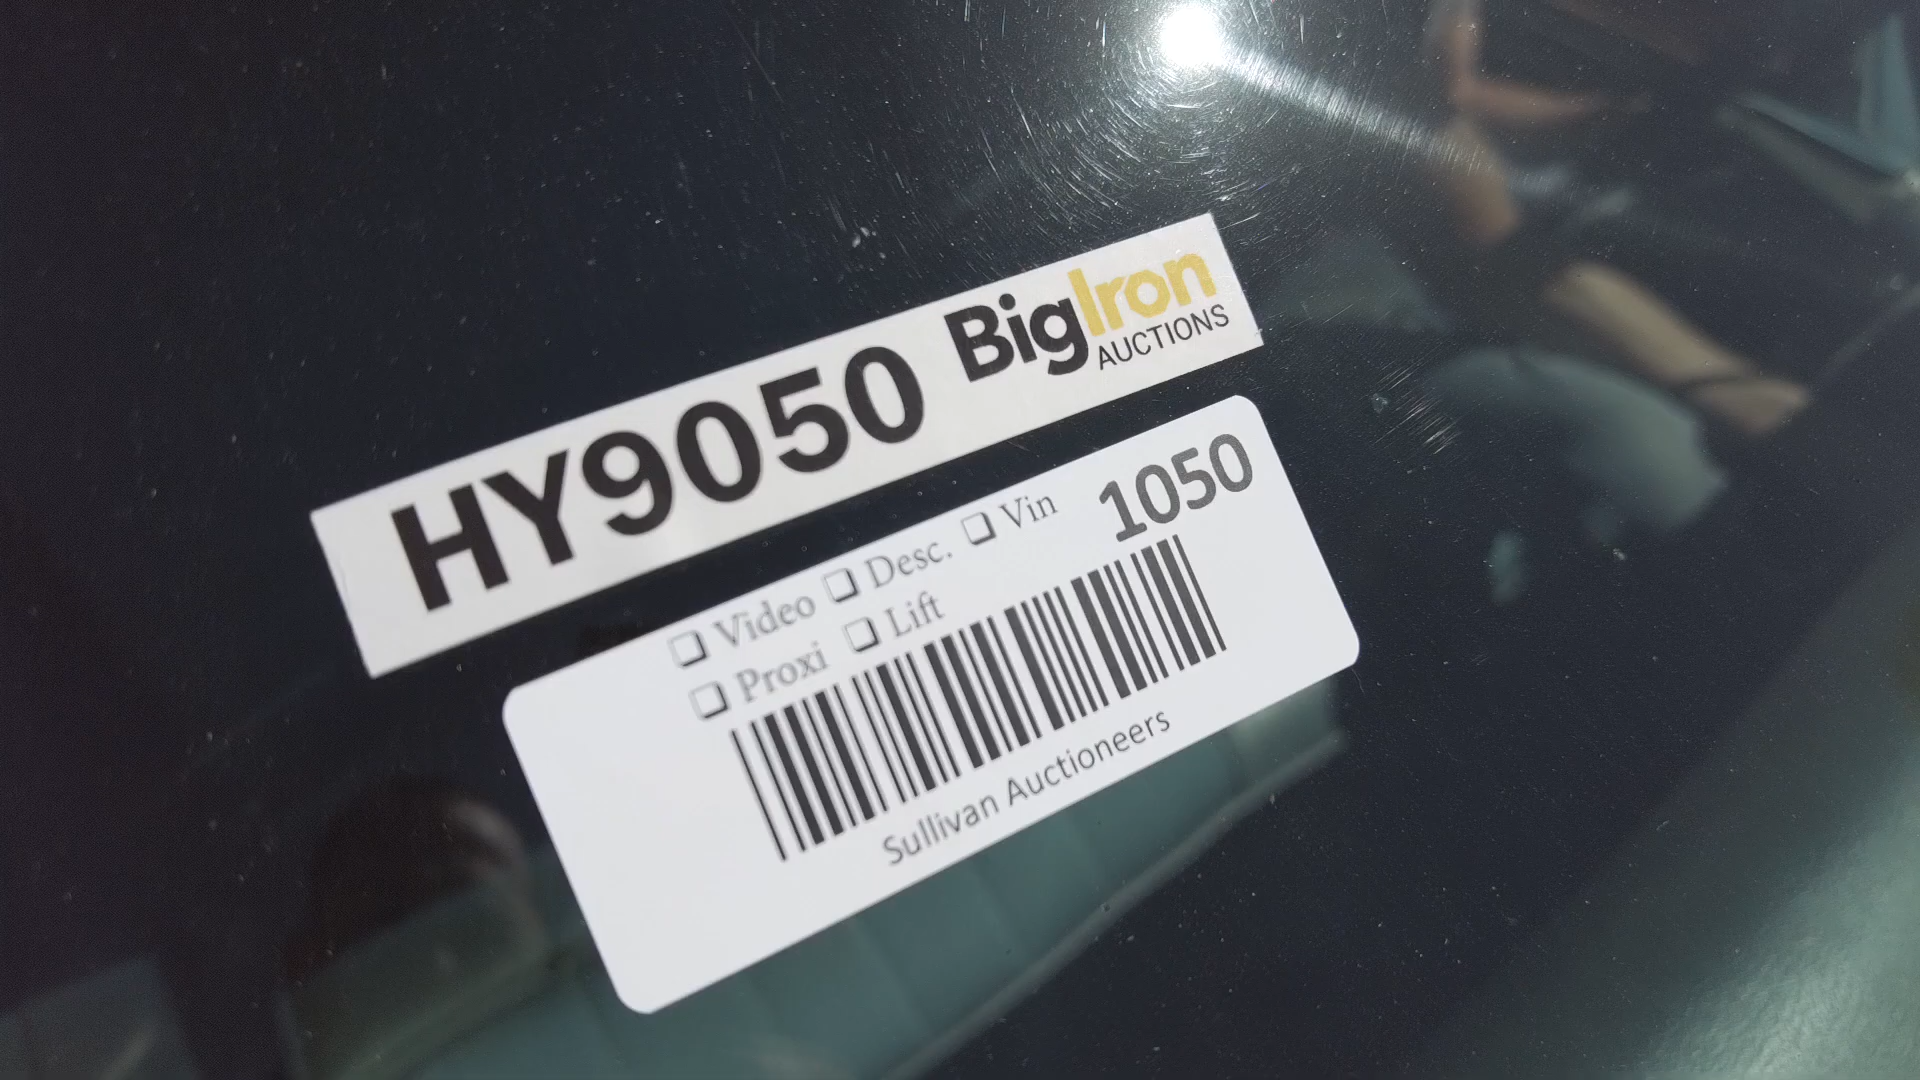 HY9050 BigIron
AUCTIONS
❑ Video ❑ Desc. ❑ Vin 1050
❑ Proxi ❑ Lift
Sullivan Auctioneers